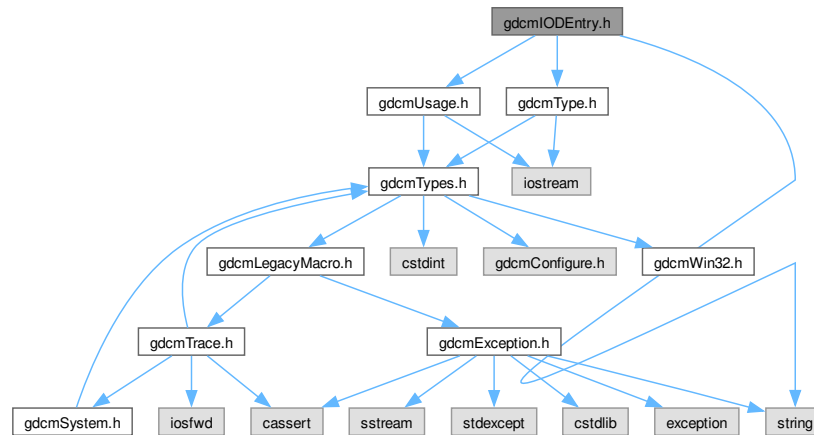 gdcmIODEntry.h
gdcmUsage.h
gdcmType.h
gdcmTypes.h
iostream
gdcmLegacyMacro.h
cstdint
gdcmConfigure.h
gdcmWin32.h
gdcmTrace.h
gdcmException.h
gdcmSystem.h
iosfwd
cassert
sstream
stdexcept
cstdlib
exception
string